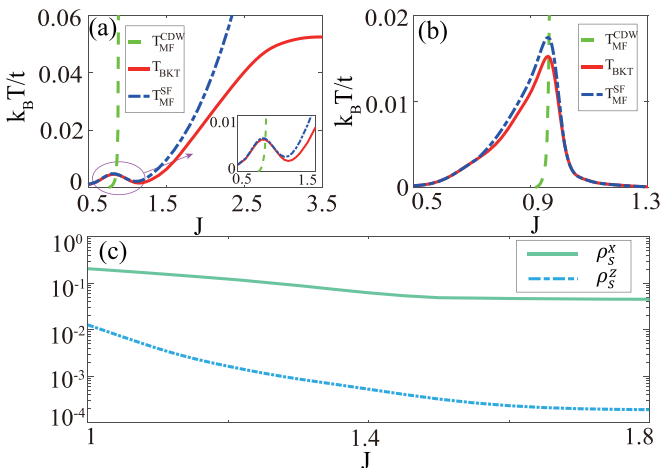 (a)
k_BT/t
0.06
0.04
0.02
0
0.5
1.5
2.5
3.5
J
T_MF^CDW
T_BKT
T_MF^SF
0.01
0
0.5
1.5
(b)
k_BT/t
0.02
0.01
0
0.5
0.9
1.3
J
T_MF^CDW
T_BKT
T_MF^SF
(c)
10^0
10^-1
10^-2
10^-3
10^-4
1
1.4
1.8
J
ρ_s^x
ρ_s^z